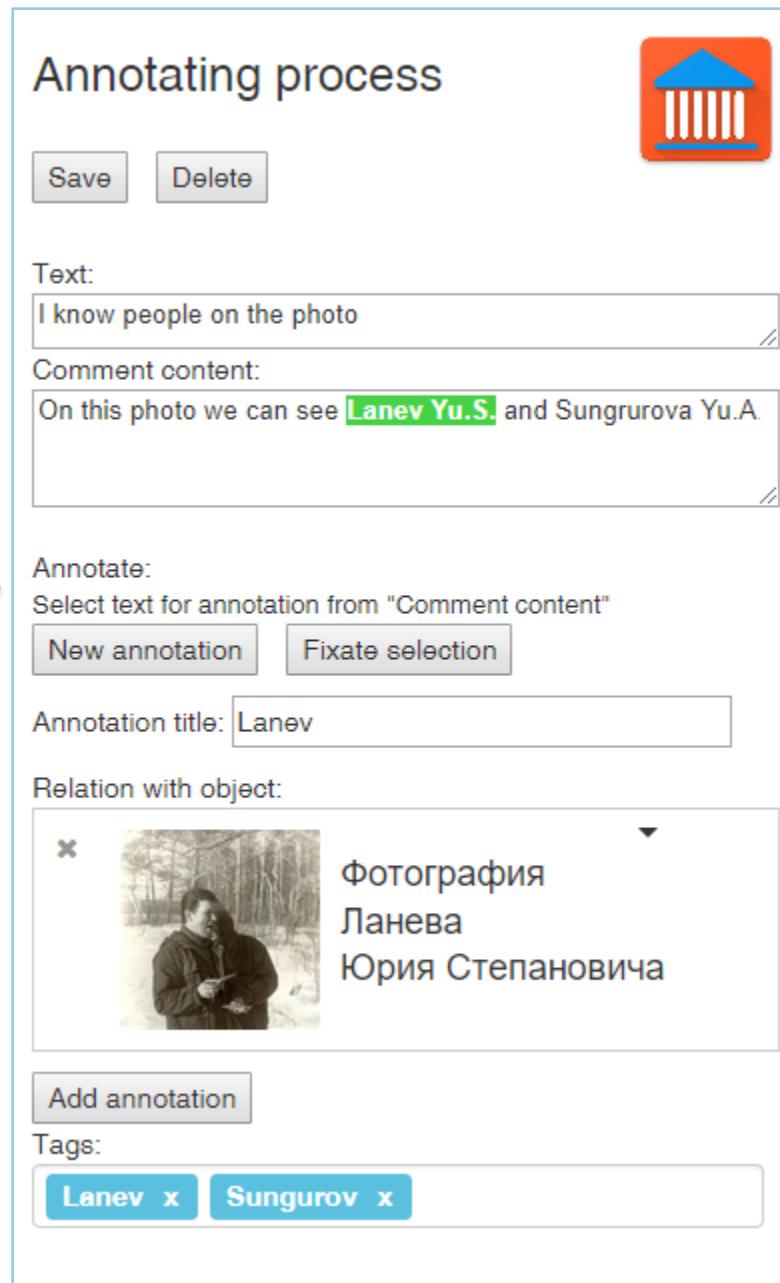 Annotating process
Save Delete
Text:
I know people on the photo
Comment content:
On this photo we can see Lanev Yu.S. and Sungrurova Yu.A.
Annotate:
Select text for annotation from "Comment content"
New annotation Fixate selection
Annotation title: Lanev
Relation with object:
Фотография
Ланева
Юрия Степановича
Add annotation
Tags:
Lanev x Sungurov x